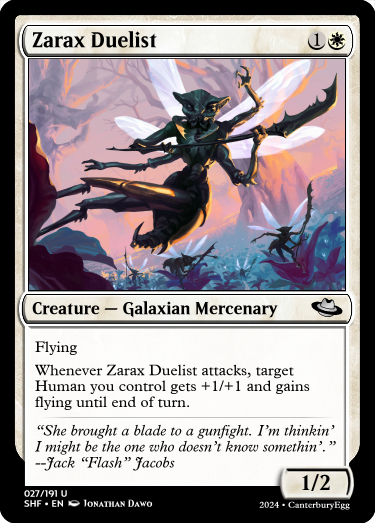 Zarax Duelist 1
Creature — Galaxian Mercenary
Flying
Whenever Zarax Duelist attacks, target
Human you control gets +1/+1 and gains
flying until end of turn.
“She brought a blade to a gunfight. I’m thinkin’
I might be the one who doesn’t know somethin’.”
--Jack “Flash” Jacobs
1/2
027/191 U
SHF • EN Jonathan Dawo
2024 • CanterburyEgg